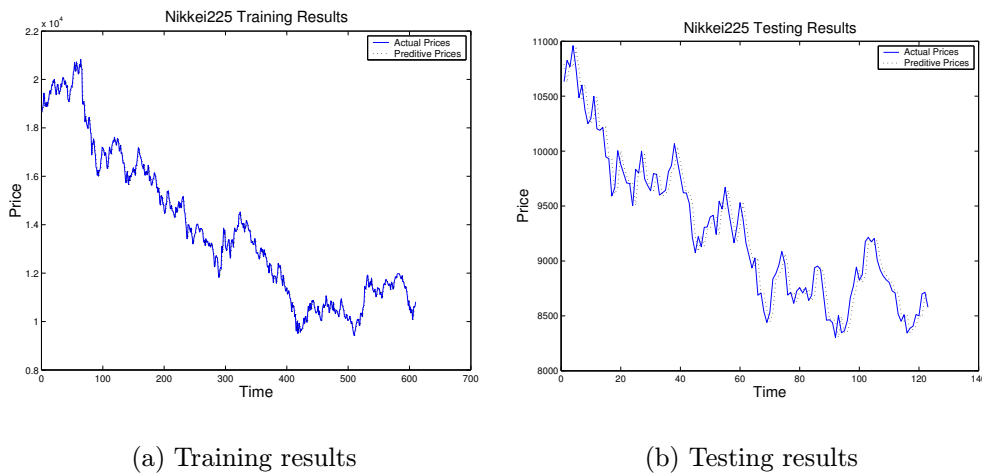 Nikkei225 Training Results
x 10^4
2.2
2
1.8
1.6
1.4
1.2
1
0.8
Price
0 100 200 300 400 500 600 700
Time
Actual Prices
Preditive Prices
(a) Training results
Nikkei225 Testing Results
11000
10500
10000
9500
9000
8500
8000
Price
0 20 40 60 80 100 120 140
Time
Actual Prices
Preditive Prices
(b) Testing results